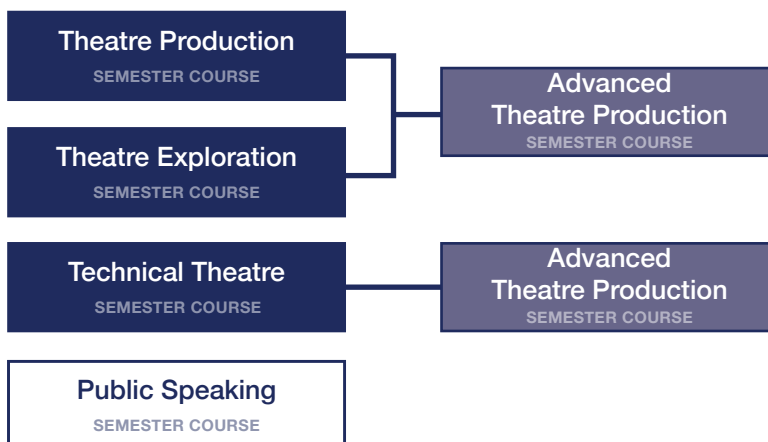 Theatre Production
SEMESTER COURSE
Theatre Exploration
SEMESTER COURSE
Technical Theatre
SEMESTER COURSE
Public Speaking
SEMESTER COURSE
Advanced
Theatre Production
SEMESTER COURSE
Advanced
Theatre Production
SEMESTER COURSE